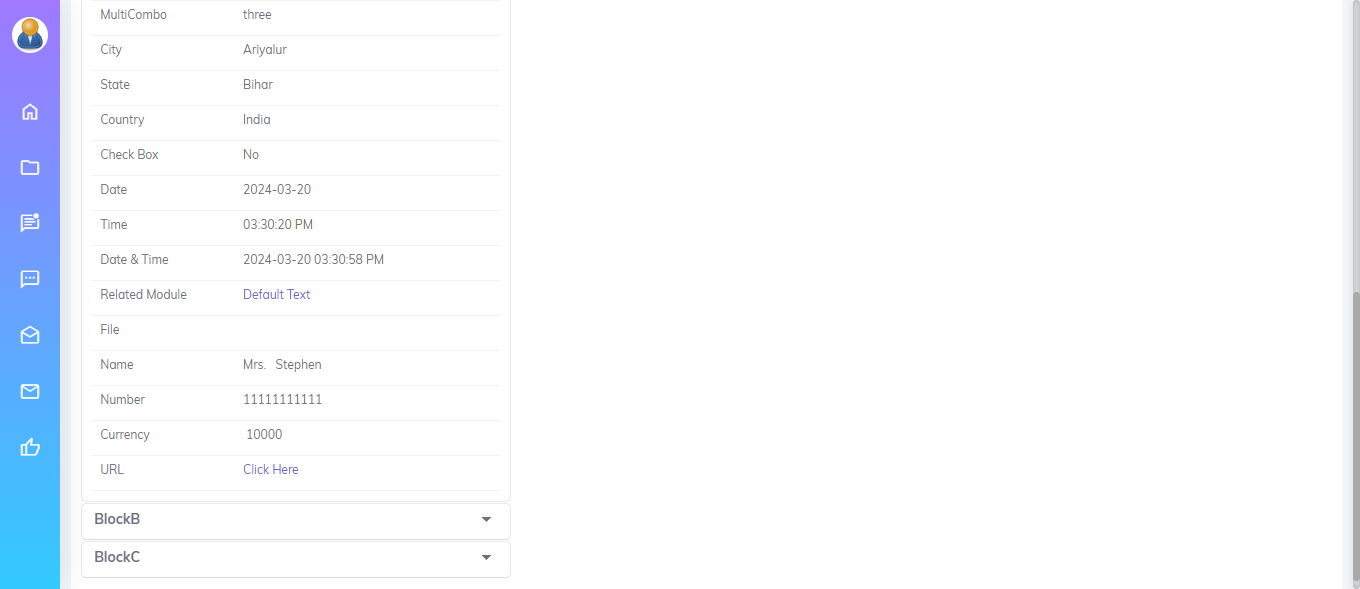 MultiCombo three
City Ariyalur
State Bihar
Country India
Check Box No
Date 2024-03-20
Time 03:30:20 PM
Date & Time 2024-03-20 03:30:58 PM
Related Module Default Text
File
Name Mrs. Stephen
Number 11111111111
Currency 10000
URL Click Here
BlockB
BlockC